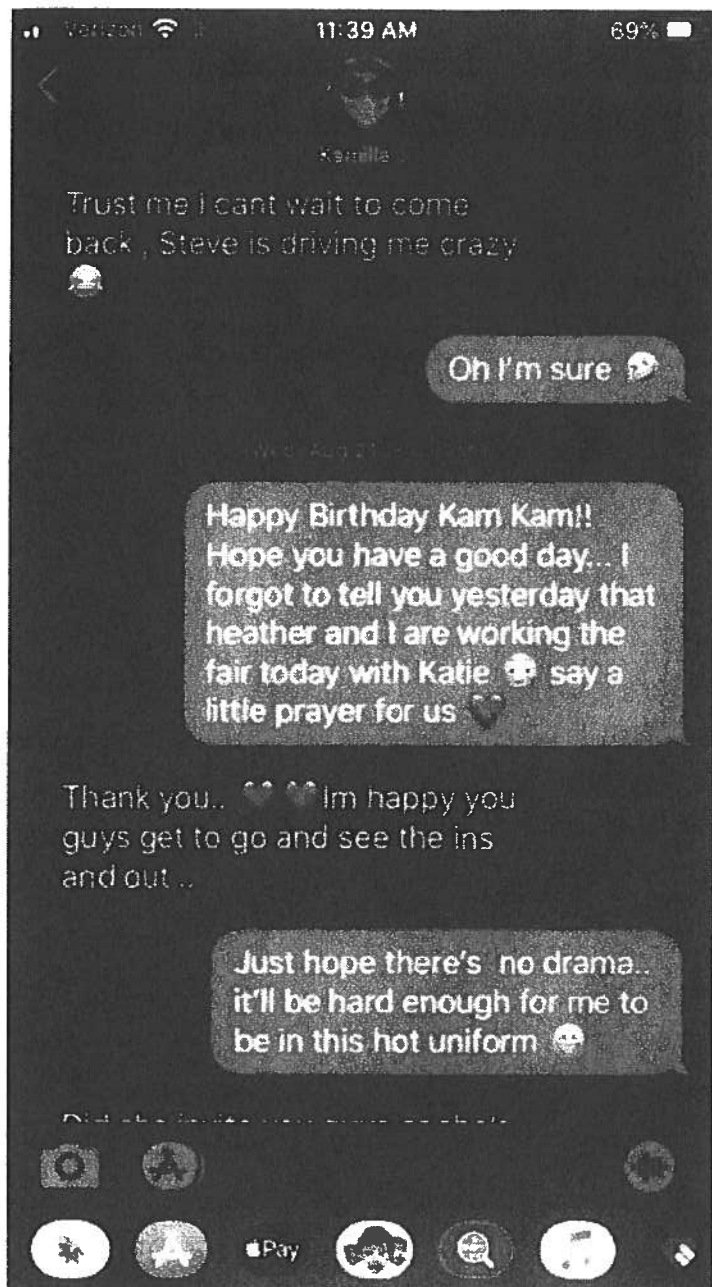 Verizon
11:39 AM
69%
Kamilla
Trust me I cant wait to come
back , Steve is driving me crazy
😂
Oh I'm sure
Wed, Aug 21
Happy Birthday Kam Kam!!
Hope you have a good day... I
forgot to tell you yesterday that
heather and I are working the
fair today with Katie say a
little prayer for us
Thank you.. Im happy you
guys get to go and see the ins
and out ..
Just hope there's no drama..
it'll be hard enough for me to
be in this hot uniform
Pay